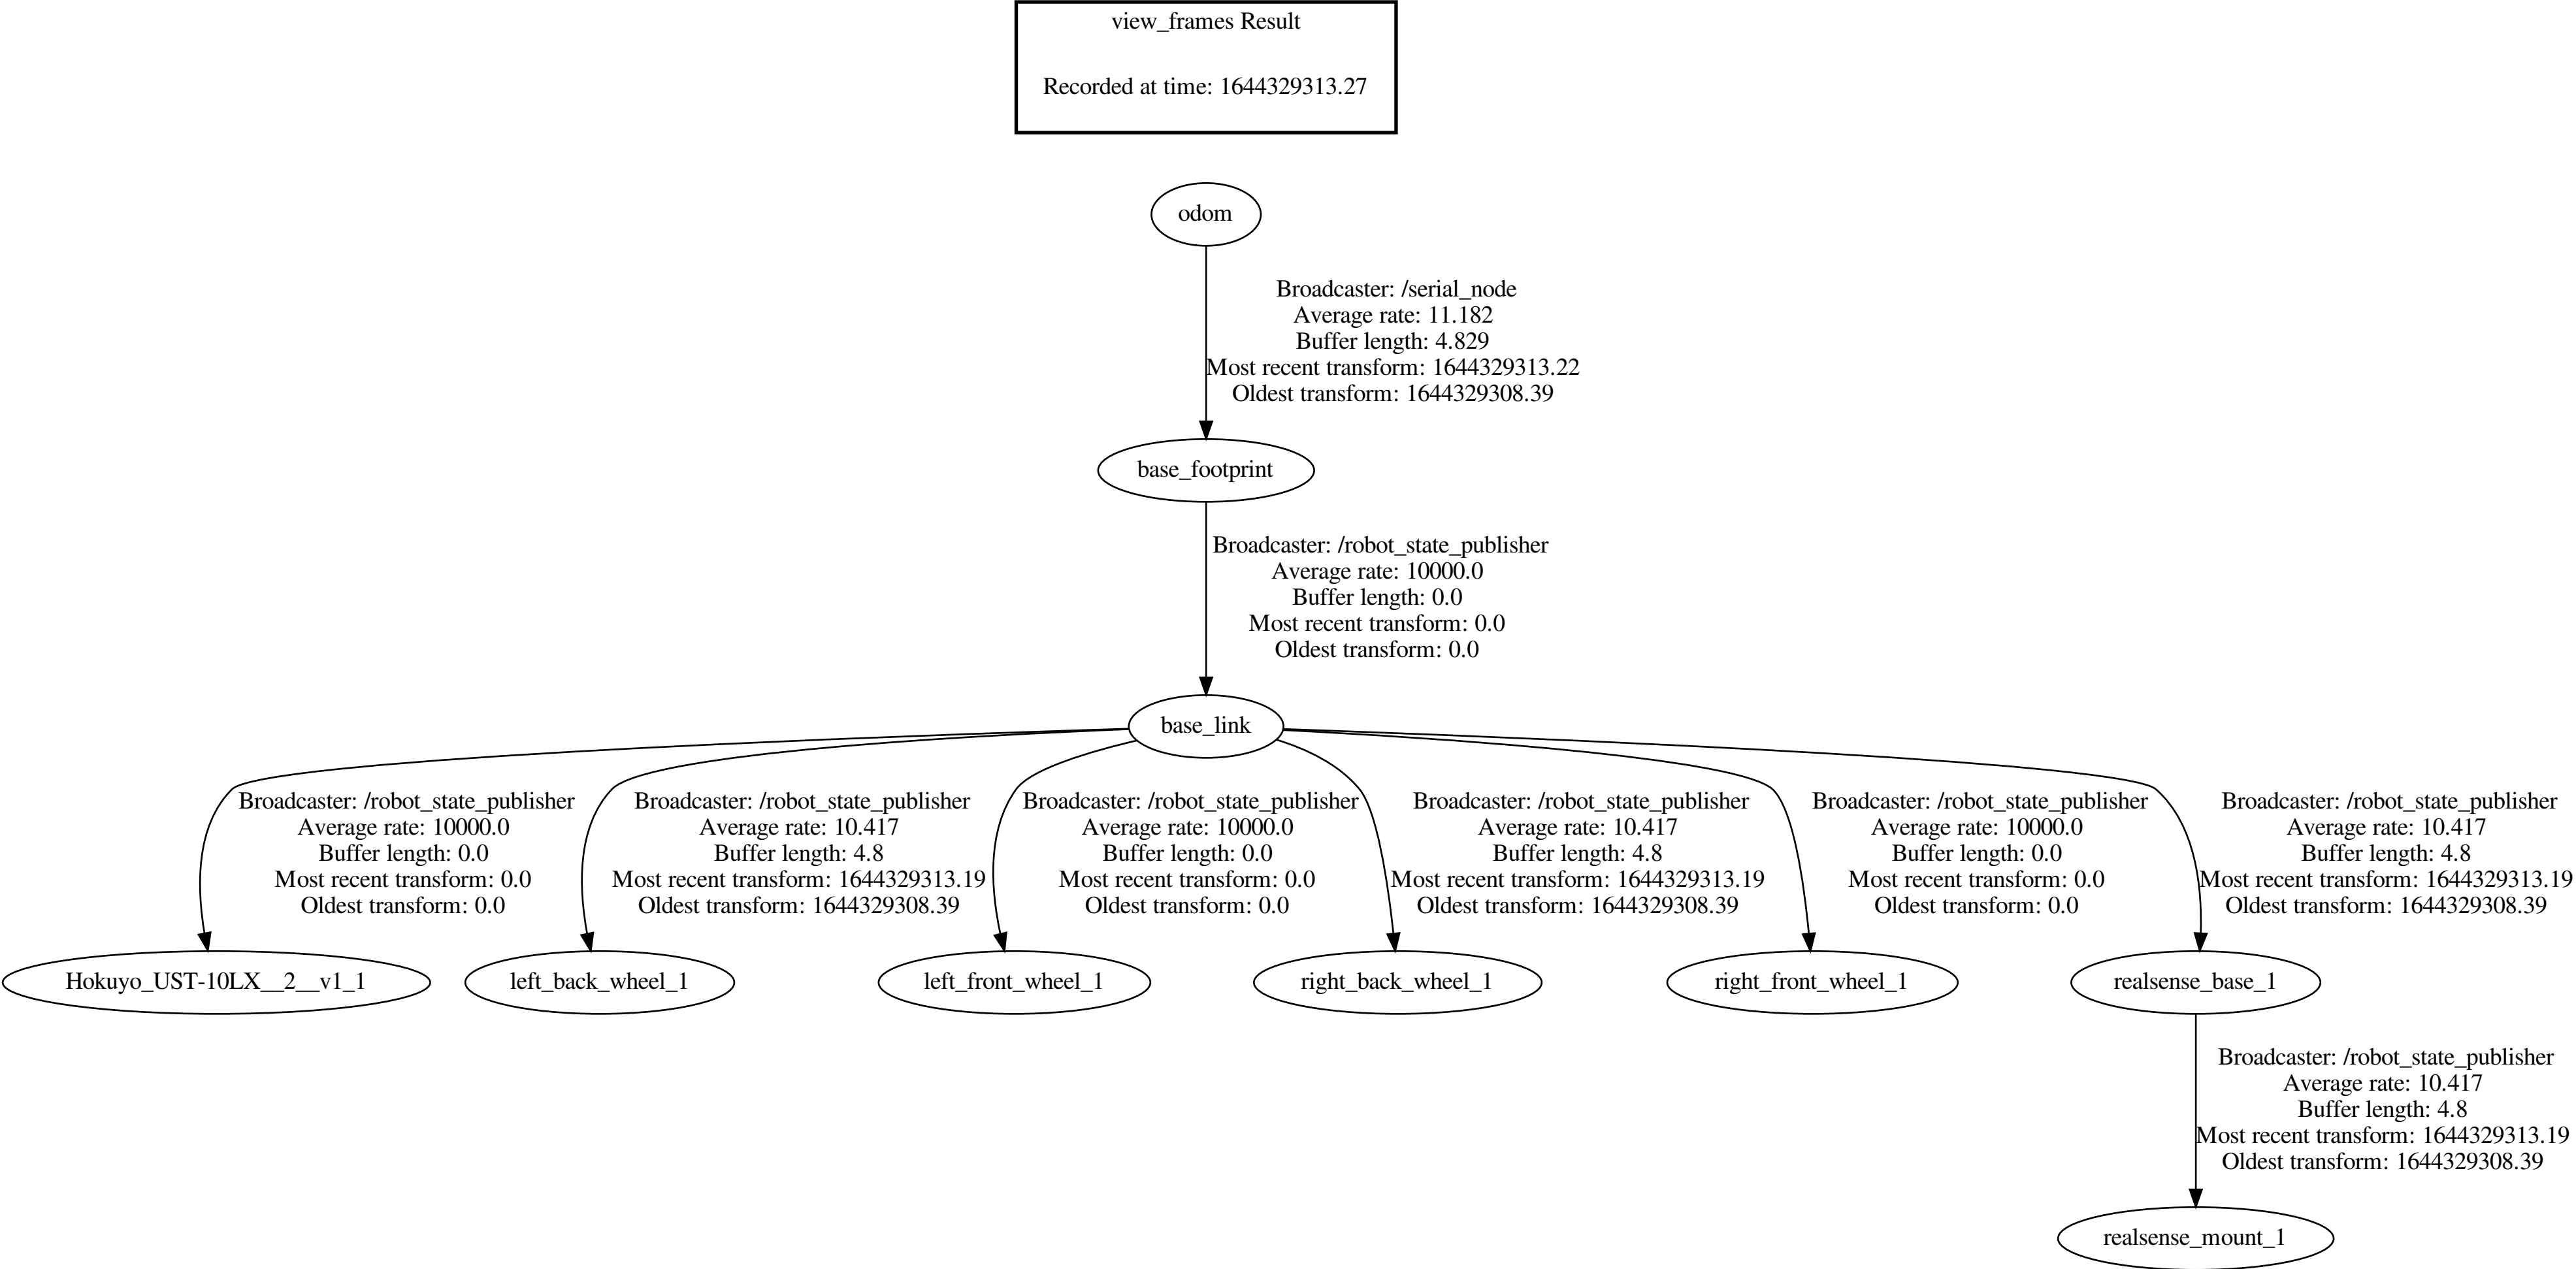 view_frames Result
Recorded at time: 1644329313.27
odom
Broadcaster: /serial_node
Average rate: 11.182
Buffer length: 4.829
Most recent transform: 1644329313.22
Oldest transform: 1644329308.39
base_footprint
Broadcaster: /robot_state_publisher
Average rate: 10000.0
Buffer length: 0.0
Most recent transform: 0.0
Oldest transform: 0.0
base_link
Broadcaster: /robot_state_publisher
Average rate: 10000.0
Buffer length: 0.0
Most recent transform: 0.0
Oldest transform: 0.0
Broadcaster: /robot_state_publisher
Average rate: 10.417
Buffer length: 4.8
Most recent transform: 1644329313.19
Oldest transform: 1644329308.39
Broadcaster: /robot_state_publisher
Average rate: 10000.0
Buffer length: 0.0
Most recent transform: 0.0
Oldest transform: 0.0
Broadcaster: /robot_state_publisher
Average rate: 10.417
Buffer length: 4.8
Most recent transform: 1644329313.19
Oldest transform: 1644329308.39
Broadcaster: /robot_state_publisher
Average rate: 10000.0
Buffer length: 0.0
Most recent transform: 0.0
Oldest transform: 0.0
Broadcaster: /robot_state_publisher
Average rate: 10.417
Buffer length: 4.8
Most recent transform: 1644329313.19
Oldest transform: 1644329308.39
Hokuyo_UST-10LX__2__v1_1
left_back_wheel_1
left_front_wheel_1
right_back_wheel_1
right_front_wheel_1
realsense_base_1
Broadcaster: /robot_state_publisher
Average rate: 10.417
Buffer length: 4.8
Most recent transform: 1644329313.19
Oldest transform: 1644329308.39
realsense_mount_1